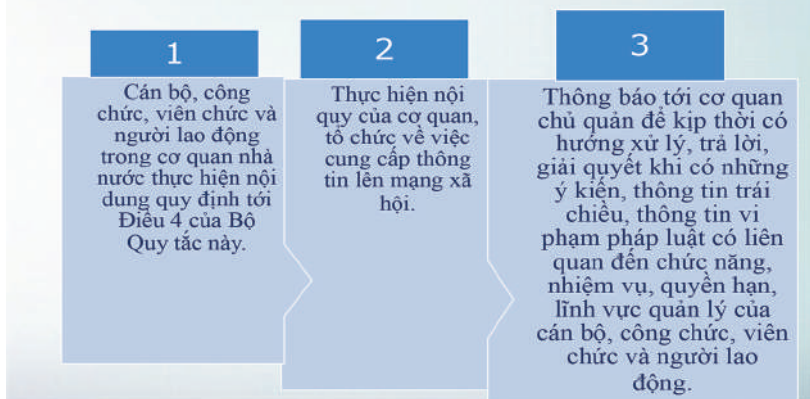 1
Cán bộ, công
chức, viên chức và
người lao động
trong cơ quan nhà
nước thực hiện nội
dung quy định tới
Điều 4 của Bộ
Quy tắc này.
2
Thực hiện nội
quy của cơ quan,
tổ chức về việc
cung cấp thông
tin lên mạng xã
hội.
3
Thông báo tới cơ quan
chủ quản để kịp thời có
hướng xử lý, trả lời,
giải quyết khi có những
ý kiến, thông tin trái
chiều, thông tin vi
phạm pháp luật có liên
quan đến chức năng,
nhiệm vụ, quyền hạn,
lĩnh vực quản lý của
cán bộ, công chức, viên
chức và người lao
động.